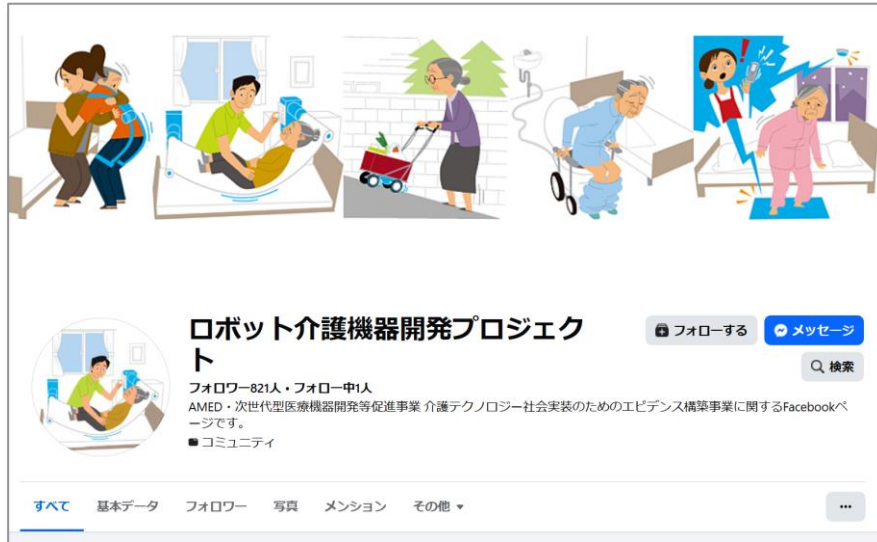 ロボット介護機器開発プロジェク
ト
フォローする
メッセージ
検索
フォロワー821人・フォロー中1人
AMED・次世代型医療機器開発等促進事業 介護テクノロジー社会実装のためのエビデンス構築事業に関するFacebookペ
ージです。
コミュニティ
すべて 基本データ フォロワー 写真 メンション その他